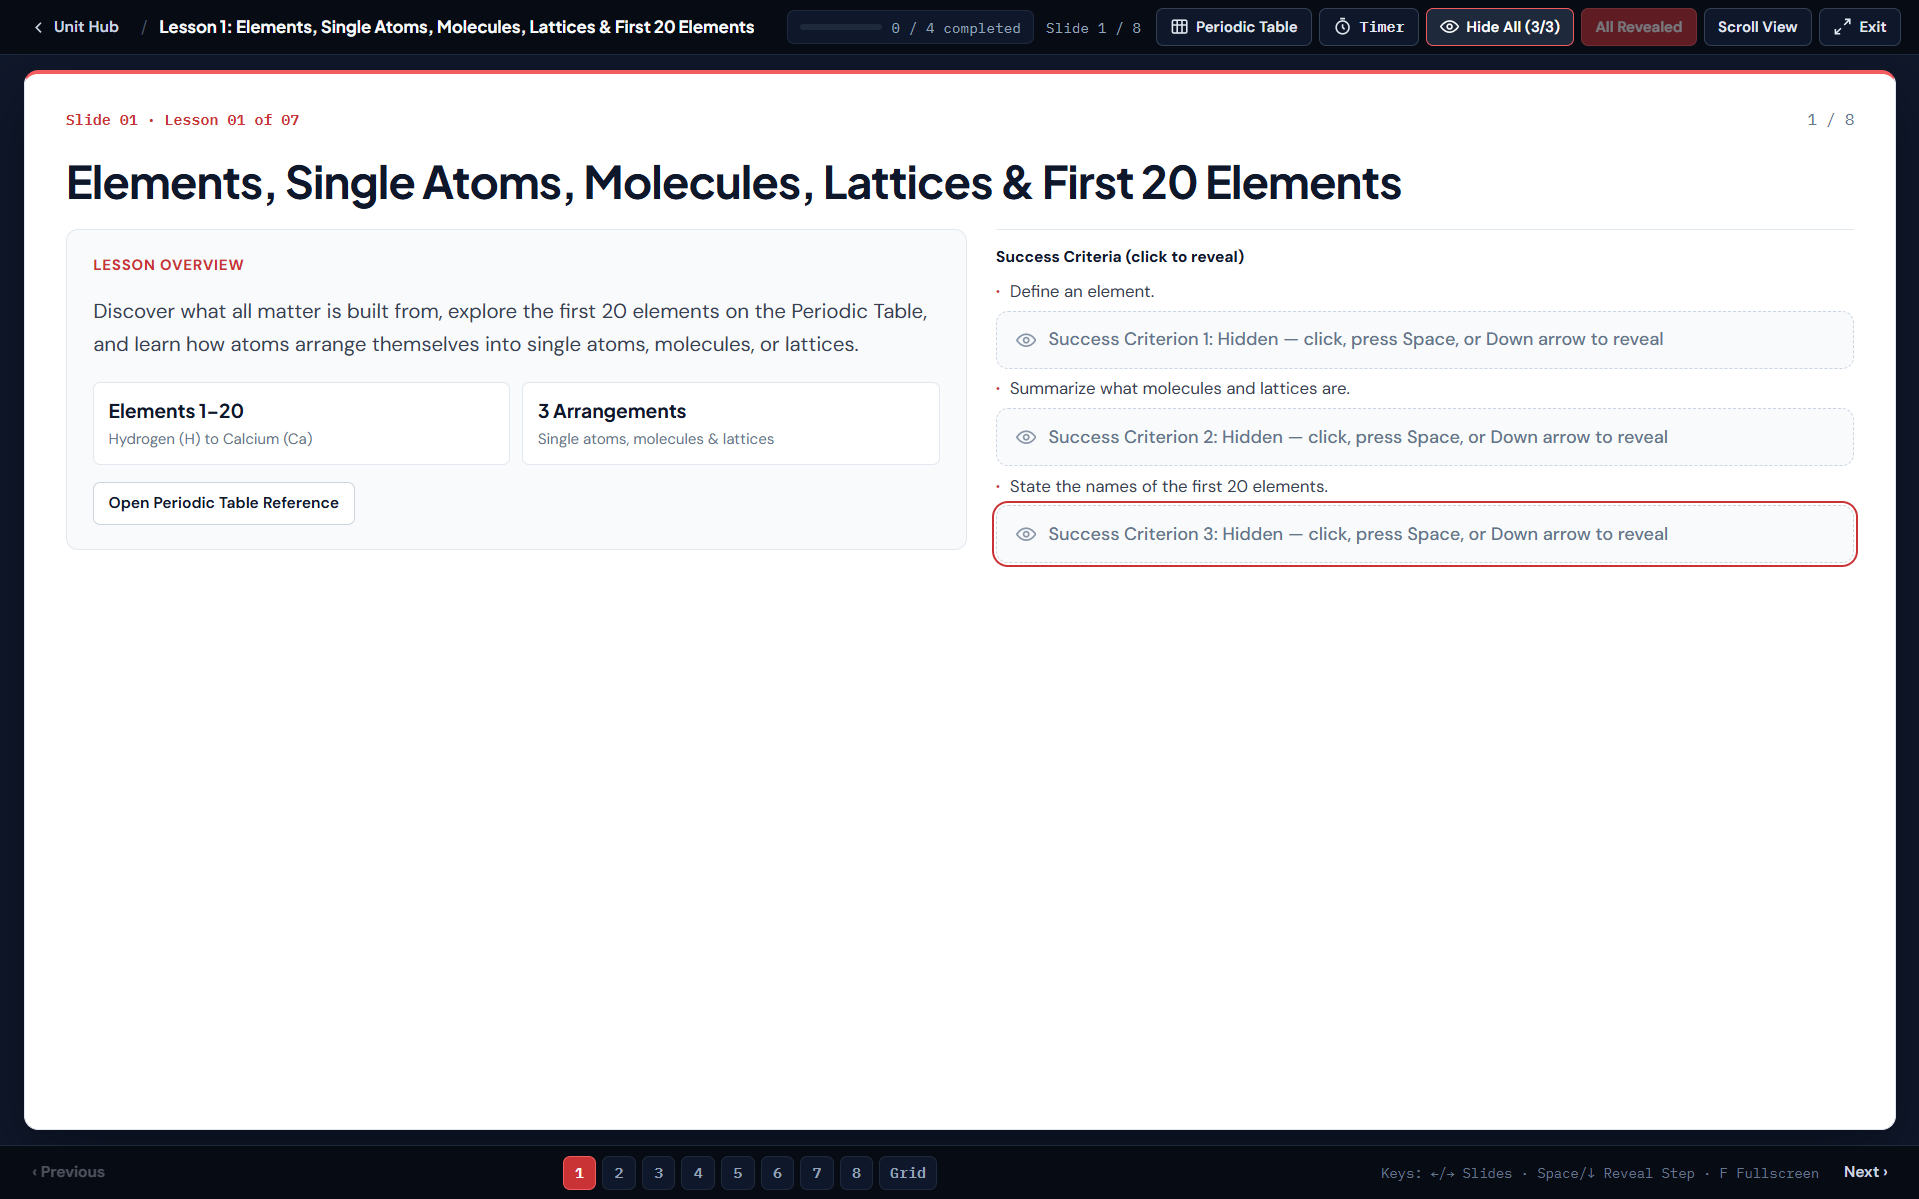 ‹ Unit Hub / Lesson 1: Elements, Single Atoms, Molecules, Lattices & First 20 Elements 0 / 4 completed Slide 1 / 8 Periodic Table Timer Hide All (3/3) All Revealed Scroll View Exit
Slide 01 · Lesson 01 of 07
1 / 8
Elements, Single Atoms, Molecules, Lattices & First 20 Elements
LESSON OVERVIEW
Discover what all matter is built from, explore the first 20 elements on the Periodic Table,
and learn how atoms arrange themselves into single atoms, molecules, or lattices.
Elements 1–20
Hydrogen (H) to Calcium (Ca)
3 Arrangements
Single atoms, molecules & lattices
Open Periodic Table Reference
Success Criteria (click to reveal)
· Define an element.
Success Criterion 1: Hidden — click, press Space, or Down arrow to reveal
· Summarize what molecules and lattices are.
Success Criterion 2: Hidden — click, press Space, or Down arrow to reveal
· State the names of the first 20 elements.
Success Criterion 3: Hidden — click, press Space, or Down arrow to reveal
‹ Previous 1 2 3 4 5 6 7 8 Grid Keys: ←/→ Slides · Space/↓ Reveal Step · F Fullscreen Next ›